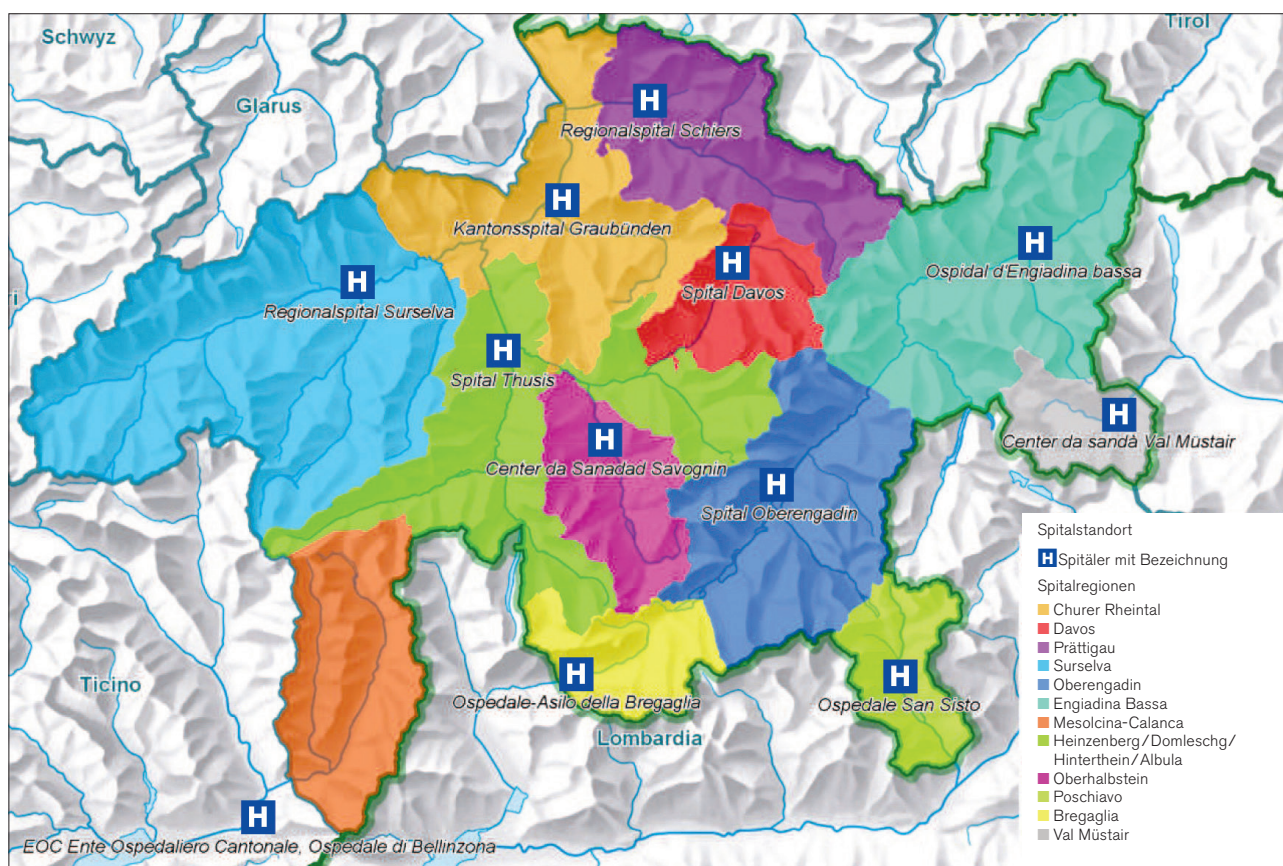 Österreich
Tirol
Schwyz
Glarus
H
Regionalspital Schiers
H
Kantonsspital Graubünden
H
Ospidal d'Engiadina bassa
H
Spital Davos
ri
H
Regionalspital Surselva
H
Spital Thusis
H
Center da sandà Val Müstair
H
Center da Sanadad Savognin
H
Spital Oberengadin
Ticino
H
Ospedale-Asilo della Bregaglia
H
Ospedale San Sisto
Lombardia
H
EOC Ente Ospedaliero Cantonale, Ospedale di Bellinzona
Spitalstandort
H Spitäler mit Bezeichnung
Spitalregionen
Churer Rheintal
Davos
Prättigau
Surselva
Oberengadin
Engiadina Bassa
Mesolcina-Calanca
Heinzenberg/Domleschg/
Hinterthein/Albula
Oberhalbstein
Poschiavo
Bregaglia
Val Müstair